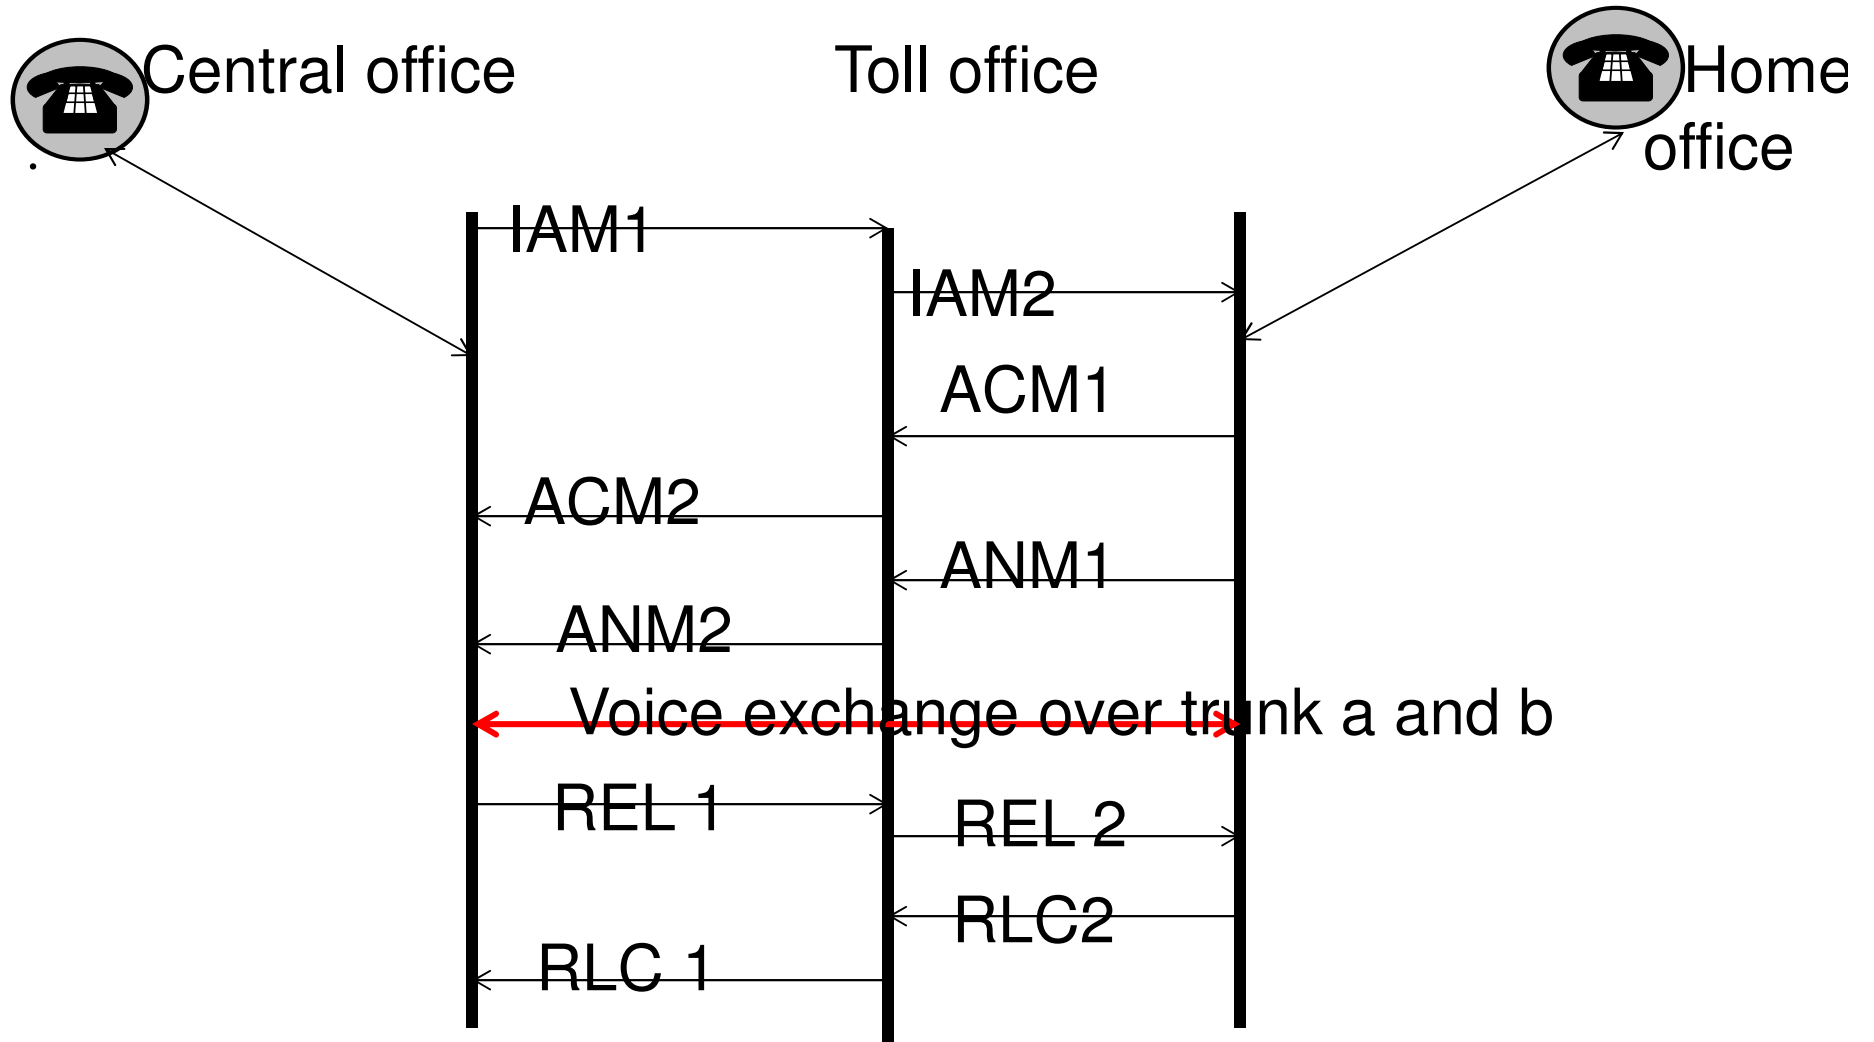 Central office
Toll office
Home
office
.
IAM1
IAM2
ACM1
ACM2
ANM1
ANM2
Voice exchange over trunk a and b
REL 1
REL 2
RLC2
RLC 1